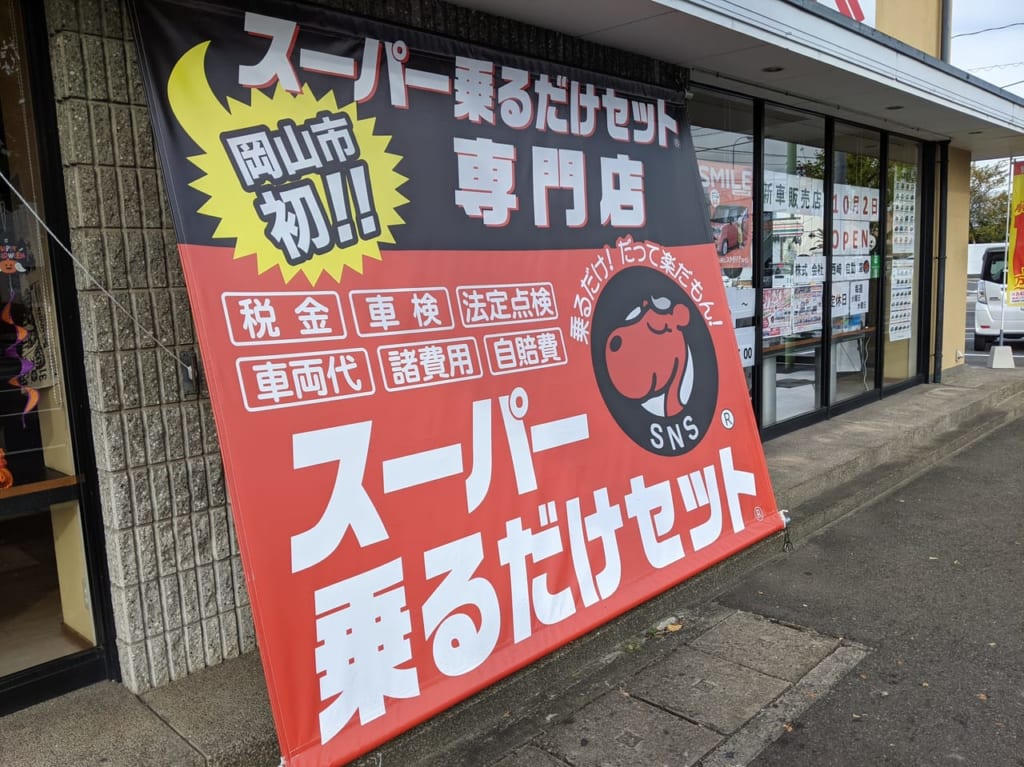 スーパー乗るだけセット®
専門店
岡山市
初!!
税金
車検
法定点検
車両代
諸費用
自賠費
乗るだけ!だって楽だもん!
SNS
®
スーパー
乗るだけセット®
SMILE
新車販売店
10月2日
OPEN
株式会社
定休日